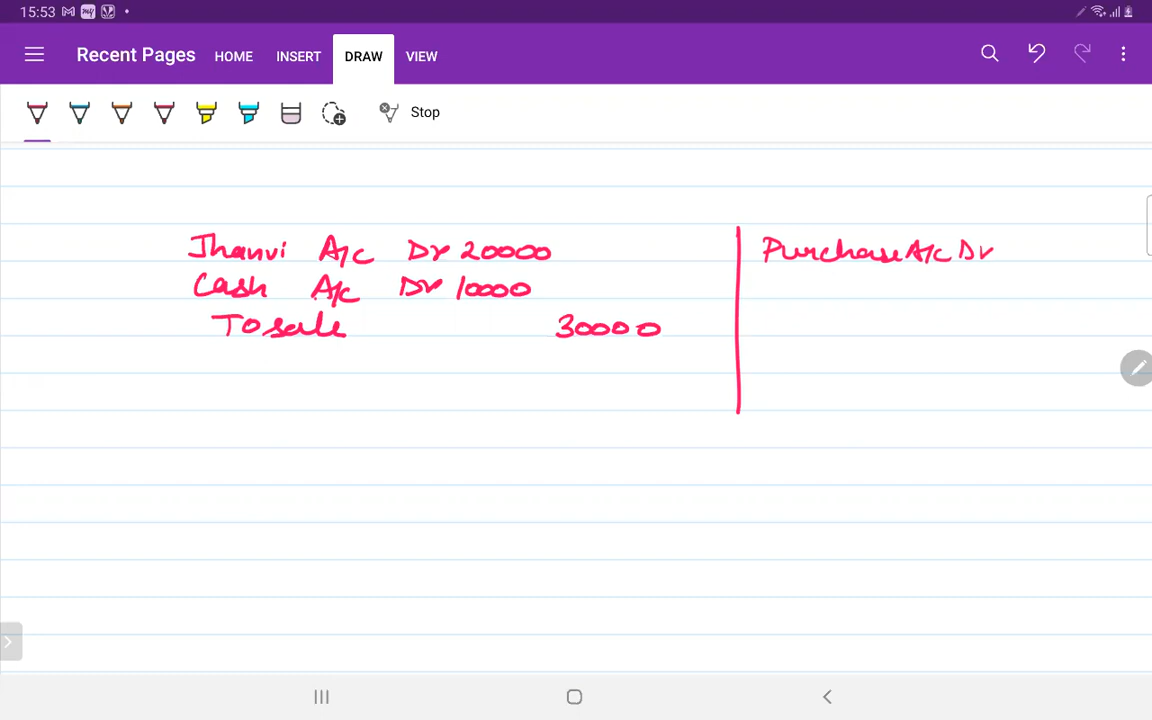 15:53
Recent Pages HOME INSERT DRAW VIEW
Stop
Jhanvi A/c Dr 20000
Cash A/c Dr 10000
To sale 30000
Purchase A/c Dr